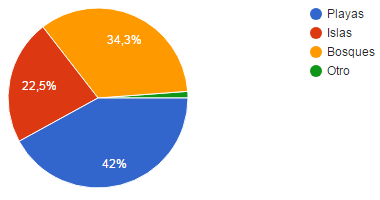 34,3%
22,5%
42%
Playas
Islas
Bosques
Otro